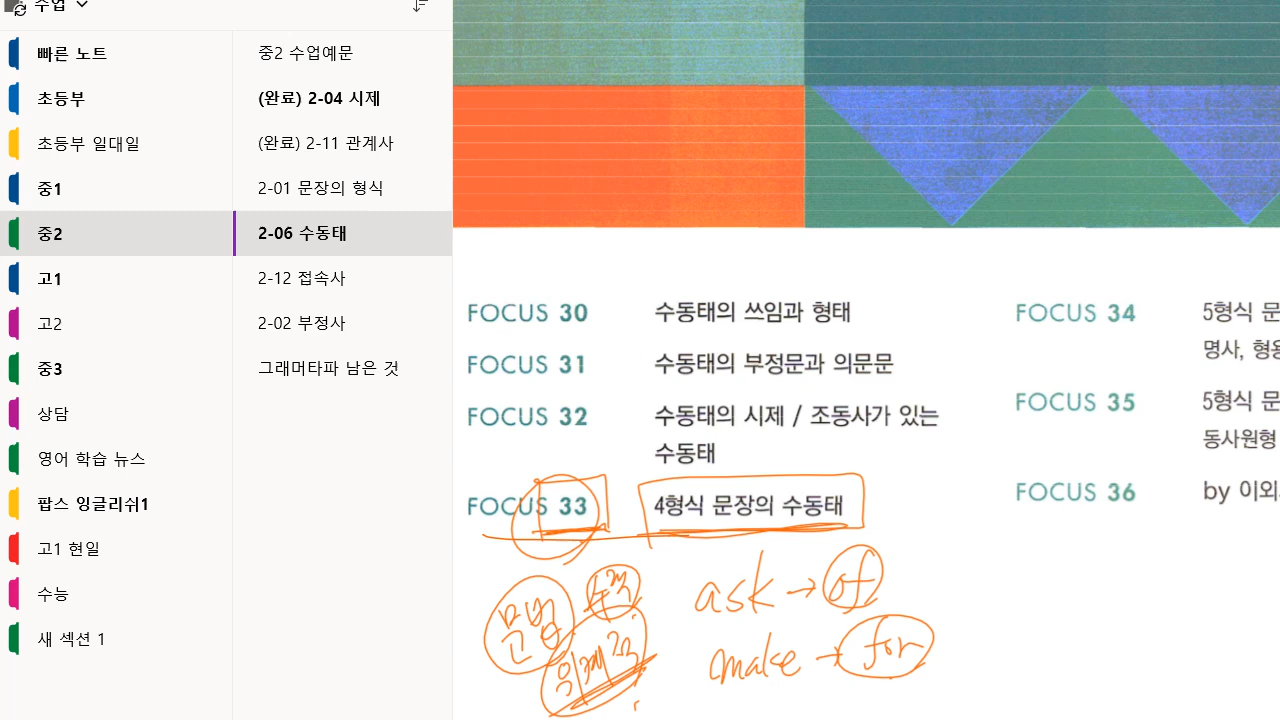 수업
빠른 노트
초등부
초등부 일대일
중1
중2
고1
고2
중3
상담
영어 학습 뉴스
팝스 잉글리쉬1
고1 현일
수능
새 섹션 1
중2 수업예문
(완료) 2-04 시제
(완료) 2-11 관계사
2-01 문장의 형식
2-06 수동태
2-12 접속사
2-02 부정사
그래머타파 남은 것
FOCUS 30 수동태의 쓰임과 형태
FOCUS 31 수동태의 부정문과 의문문
FOCUS 32 수동태의 시제 / 조동사가 있는
수동태
FOCUS 33 4형식 문장의 수동태
FOCUS 34 5형식 문
명사, 형용
FOCUS 35 5형식 문
동사원형
FOCUS 36 by 이외
문법
ask → of
make → for